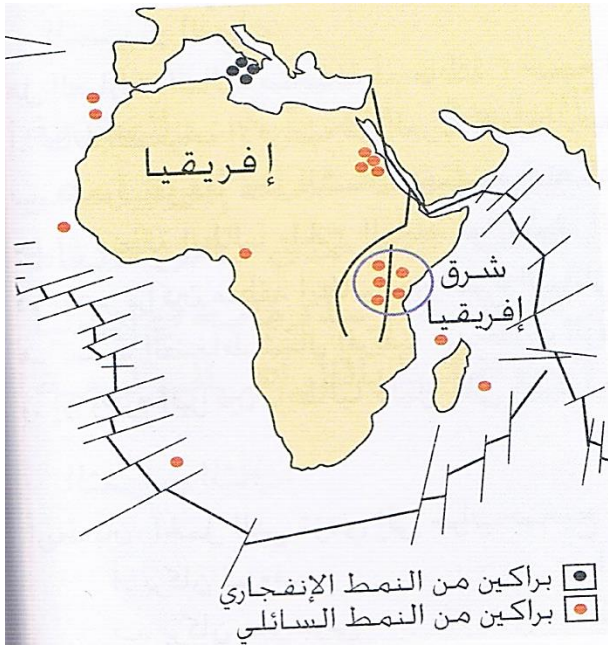 إفريقيا
شرق
إفريقيا
براكين من النمط الإنفجاري
براكين من النمط السائلي